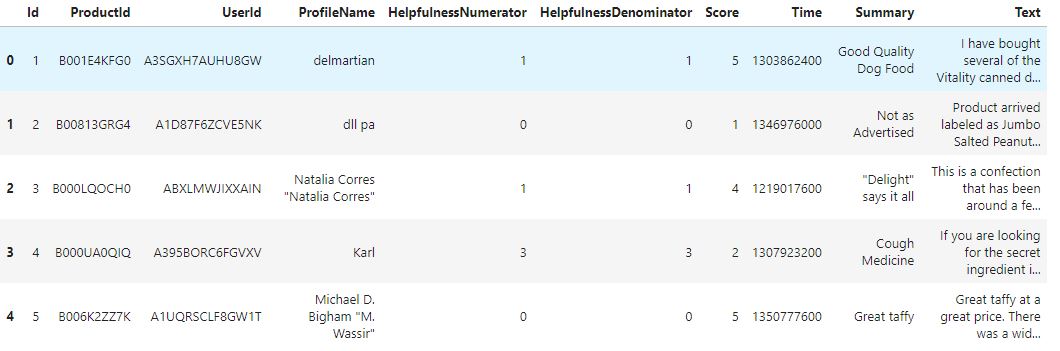 Id ProductId UserId ProfileName HelpfulnessNumerator HelpfulnessDenominator Score Time Summary Text
0 1 B001E4KFG0 A3SGXH7AUHU8GW delmartian 1 1 5 1303862400 Good Quality Dog Food I have bought several of the Vitality canned d...
1 2 B00813GRG4 A1D87F6ZCVE5NK dll pa 0 0 1 1346976000 Not as Advertised Product arrived labeled as Jumbo Salted Peanut...
2 3 B000LQOCH0 ABXLMWJIXXAIN Natalia Corres "Natalia Corres" 1 1 4 1219017600 "Delight" says it all This is a confection that has been around a fe...
3 4 B000UA0QIQ A395BORC6FGVXV Karl 3 3 2 1307923200 Cough Medicine If you are looking for the secret ingredient i...
4 5 B006K2ZZ7K A1UQRSCLF8GW1T Michael D. Bigham "M. Wassir" 0 0 5 1350777600 Great taffy Great taffy at a great price. There was a wid...